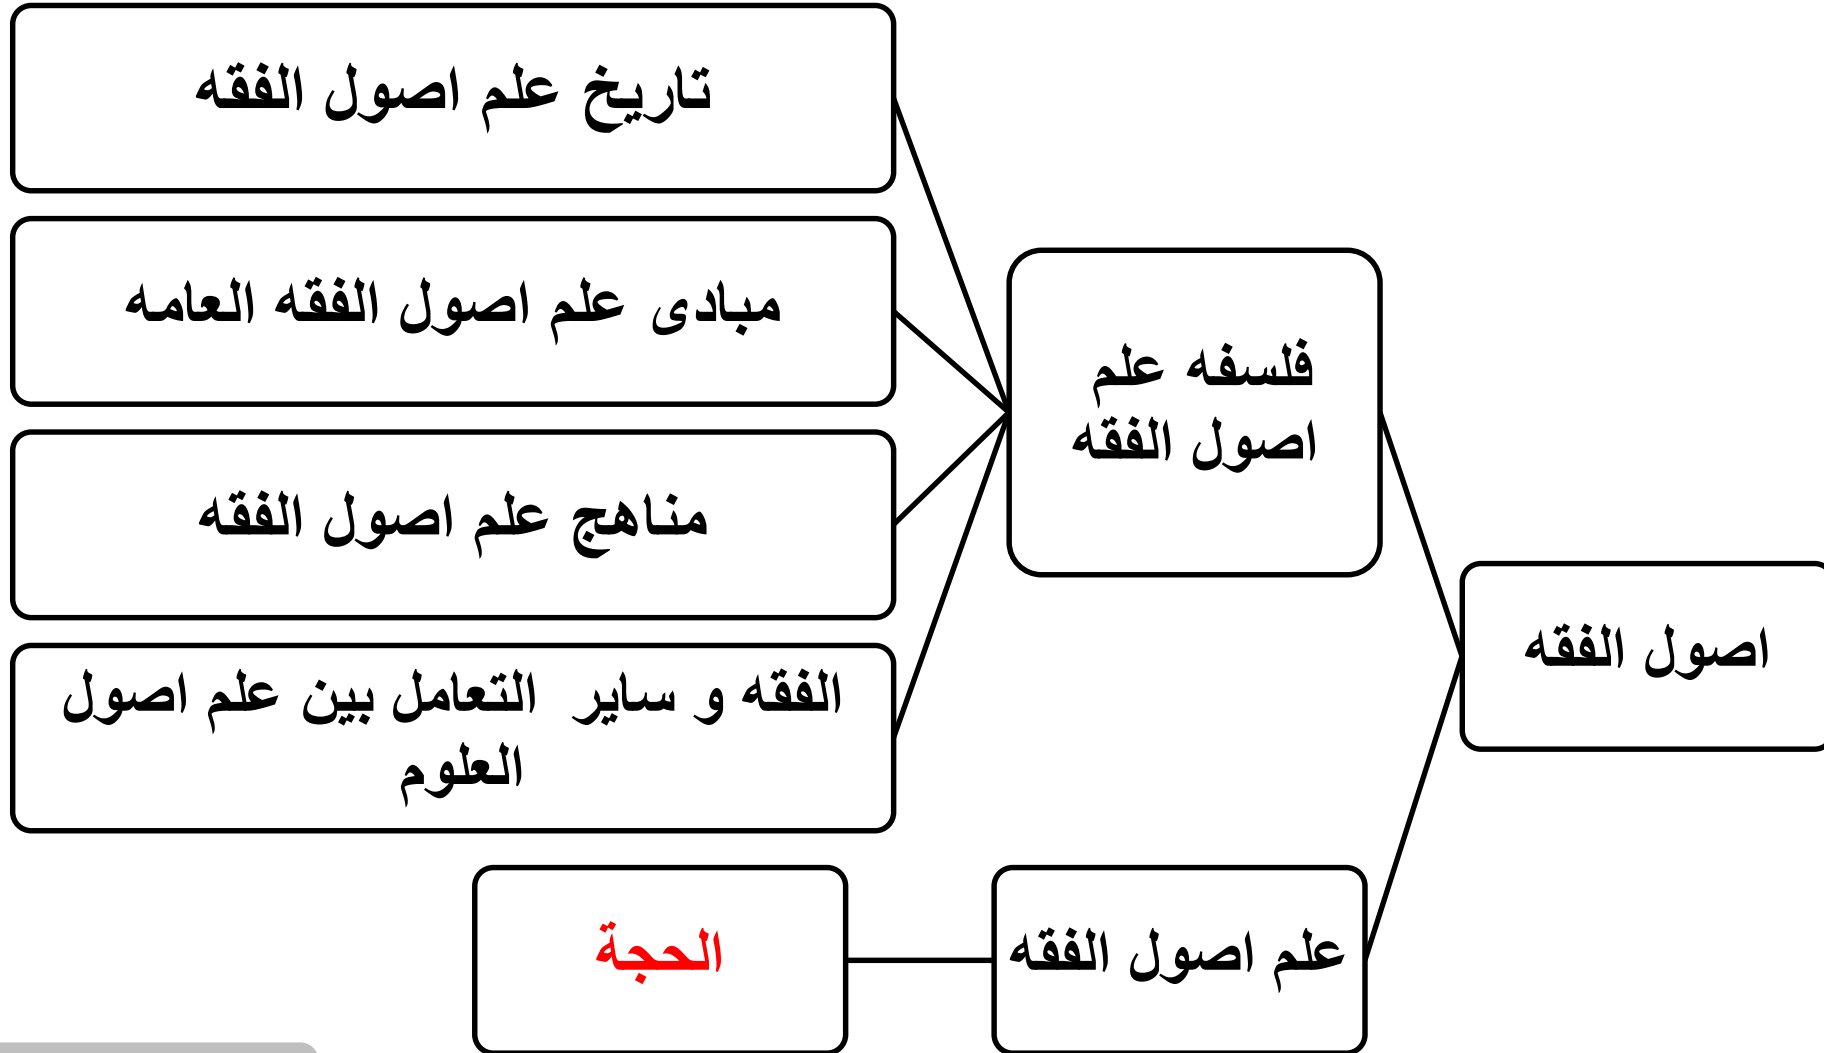 اصول الفقه
فلسفه علم
اصول الفقه
تاريخ علم اصول الفقه
مبادى علم اصول الفقه العامه
مناهج علم اصول الفقه
الفقه و ساير  التعامل بين علم اصول
العلوم
علم اصول الفقه
الحجة